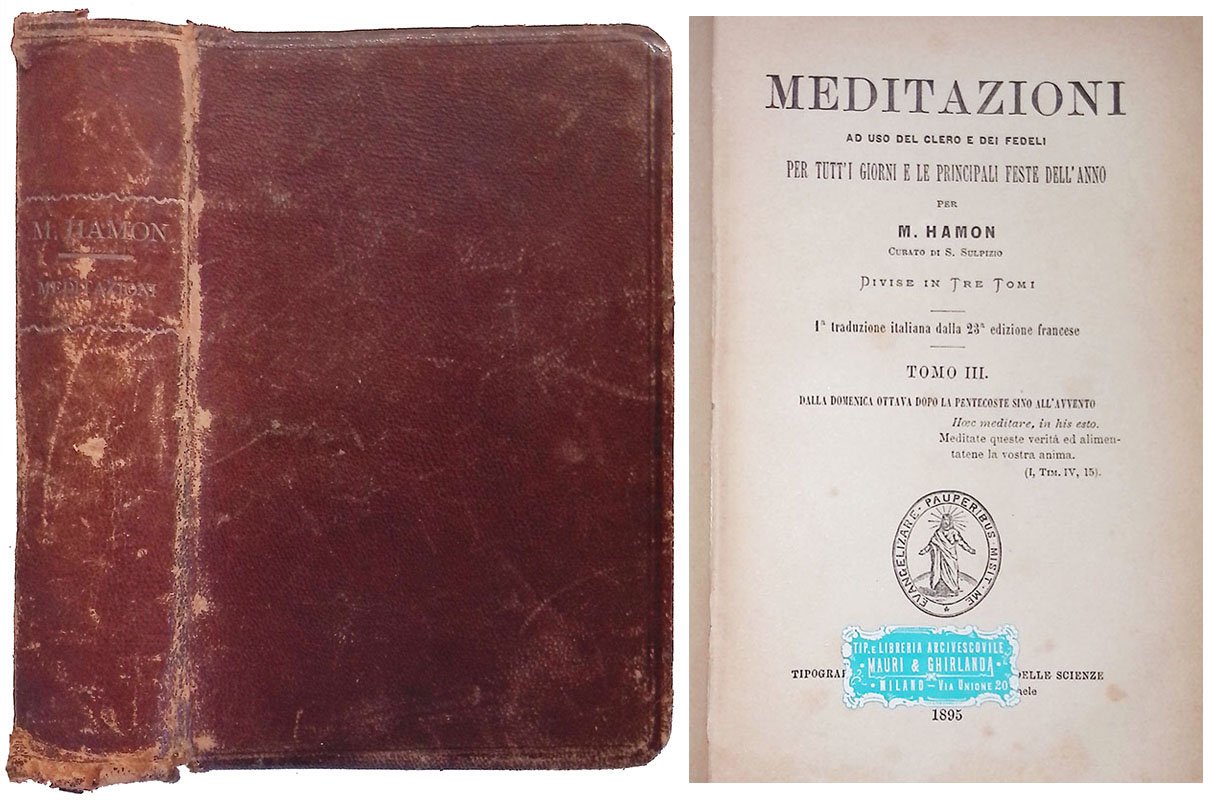 M. HAMON
MEDITAZIONI
MEDITAZIONI
AD USO DEL CLERO E DEI FEDELI
PER TUTT'I GIORNI E LE PRINCIPALI FESTE DELL'ANNO
PER
M. HAMON
CURATO DI S. SULPIZIO
DIVISE IN TRE TOMI
1ª traduzione italiana dalla 23ª edizione francese
TOMO III.
DALLA DOMENICA OTTAVA DOPO LA PENTECOSTE SINO ALL'AVVENTO
Hœc meditare, in his esto.
Meditate queste verità ed alimen-
tatene la vostra anima.
(I, TIM. IV, 15).
EVANGELIZARE · PAUPERIBUS · MISIT · ME
TIP. e LIBRERIA ARCIVESCOVILE
MAURI & GHIRLANDA
MILANO — VIA UNIONE 20
DELLE SCIENZE
1895